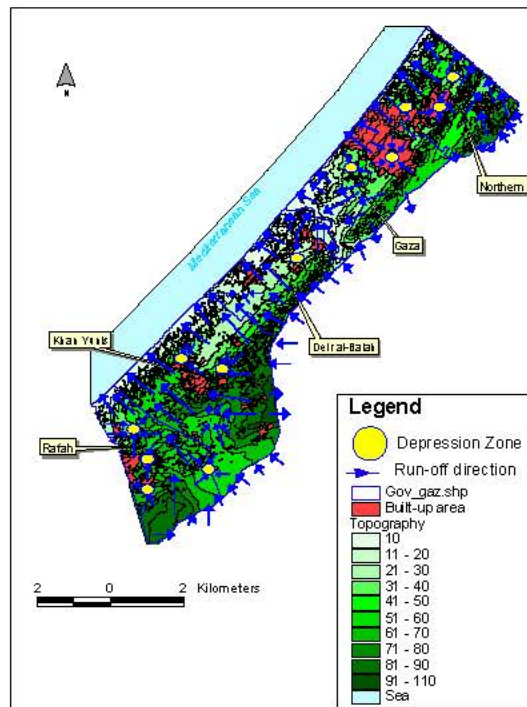 N
Mediteranean Sea
Northern
Gaza
Deir al-Balah
Khan Yunis
Rafah
Legend
Depression Zone
Run-off direction
Gov_gaz.shp
Built-up area
Topography
10
11 - 20
21 - 30
31 - 40
41 - 50
51 - 60
61 - 70
71 - 80
81 - 90
91 - 110
Sea
2 0 2 Kilometers